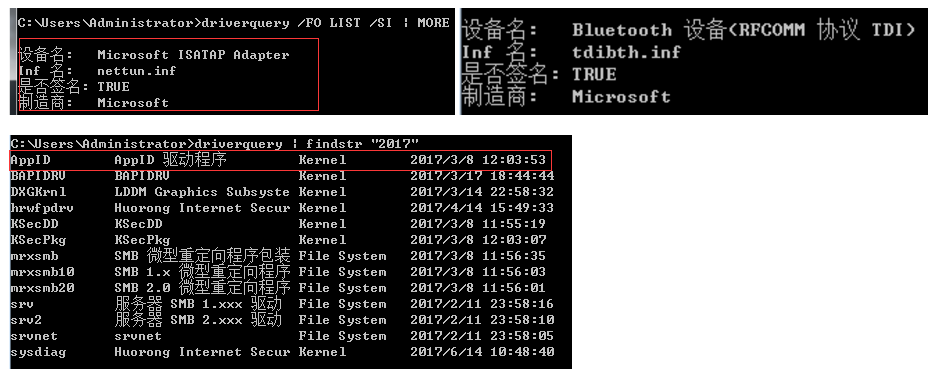 C:\Users\Administrator>driverquery /FO LIST /SI | MORE
设备名: Microsoft ISATAP Adapter
Inf 名: nettun.inf
是否签名: TRUE
制造商: Microsoft
设备名: Bluetooth 设备(RFCOMM 协议 TDI)
Inf 名: tdibth.inf
是否签名: TRUE
制造商: Microsoft
C:\Users\Administrator>driverquery | findstr "2017"
AppID AppID 驱动程序 Kernel 2017/3/8 12:03:53
BAPIDRV BAPIDRV Kernel 2017/3/17 18:44:44
DXGKrnl LDDM Graphics Subsyste Kernel 2017/3/14 22:58:32
hrwfpdrv Huorong Internet Secur Kernel 2017/4/14 15:49:33
KSecDD KSecDD Kernel 2017/3/8 11:55:19
KSecPkg KSecPkg Kernel 2017/3/8 12:03:07
mrxsmb SMB 微型重定向程序包装 File System 2017/3/8 11:56:35
mrxsmb10 SMB 1.x 微型重定向程序 File System 2017/3/8 11:56:03
mrxsmb20 SMB 2.0 微型重定向程序 File System 2017/3/8 11:56:01
srv 服务器 SMB 1.xxx 驱动 File System 2017/2/11 23:58:16
srv2 服务器 SMB 2.xxx 驱动 File System 2017/2/11 23:58:10
srvnet srvnet File System 2017/2/11 23:58:05
sysdiag Huorong Internet Secur Kernel 2017/6/14 10:48:40